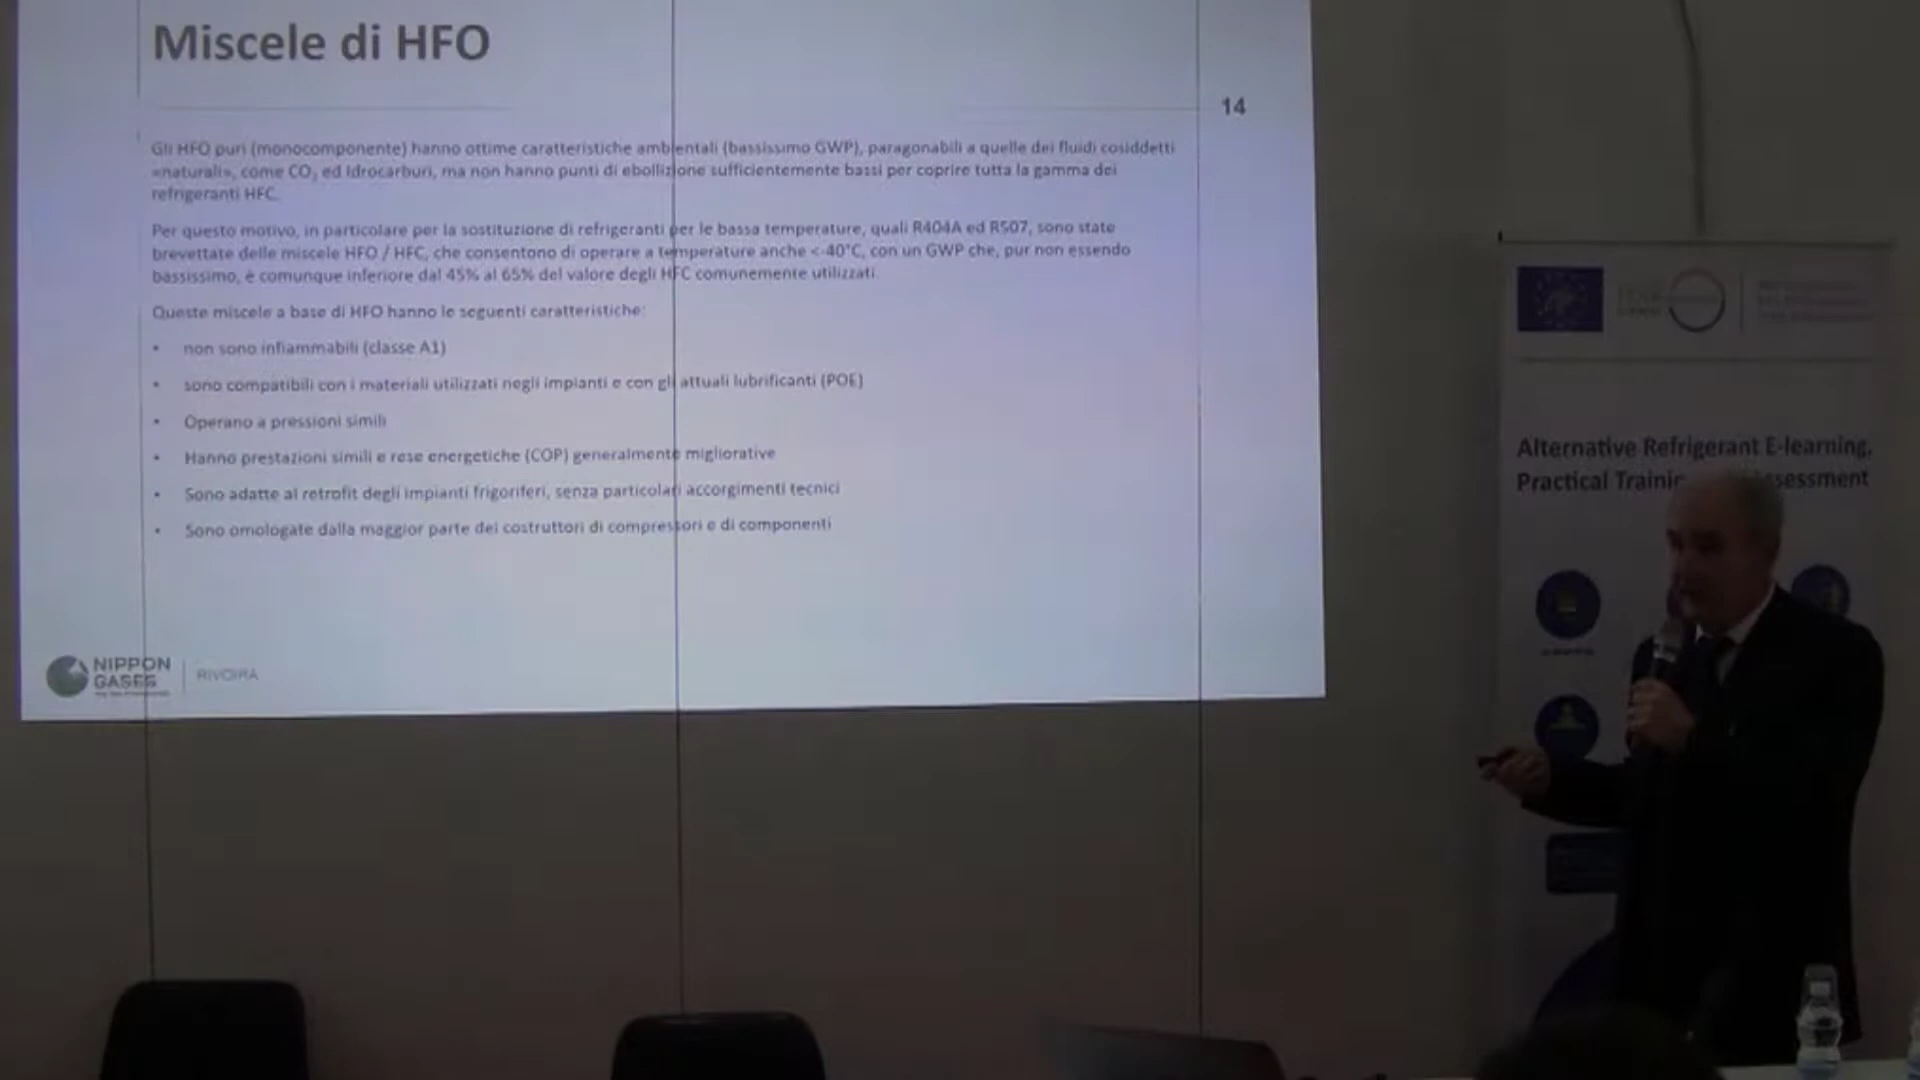 Miscele di HFO
14
Gli HFO puri (monocomponente) hanno ottime caratteristiche ambientali (bassissimo GWP), paragonabili a quelle dei fluidi cosiddetti
«naturali», come CO₂ ed Idrocarburi, ma non hanno punti di ebollizione sufficientemente bassi per coprire tutta la gamma dei
refrigeranti HFC.
Per questo motivo, in particolare per la sostituzione di refrigeranti per le bassa temperature, quali R404A ed R507, sono state
brevettate delle miscele HFO / HFC, che consentono di operare a temperature anche <-40°C, con un GWP che, pur non essendo
bassissimo, è comunque inferiore dal 45% al 65% del valore degli HFC comunemente utilizzati.
Queste miscele a base di HFO hanno le seguenti caratteristiche:
• non sono infiammabili (classe A1)
• sono compatibili con i materiali utilizzati negli impianti e con gli attuali lubrificanti (POE)
• Operano a pressioni simili
• Hanno prestazioni simili e rese energetiche (COP) generalmente migliorative
• Sono adatte al retrofit degli impianti frigoriferi, senza particolari accorgimenti tecnici
• Sono omologate dalla maggior parte dei costruttori di compressori e di componenti
NIPPON
GASES
RIVOIRA
Alternative Refrigerant E-learning,
Practical